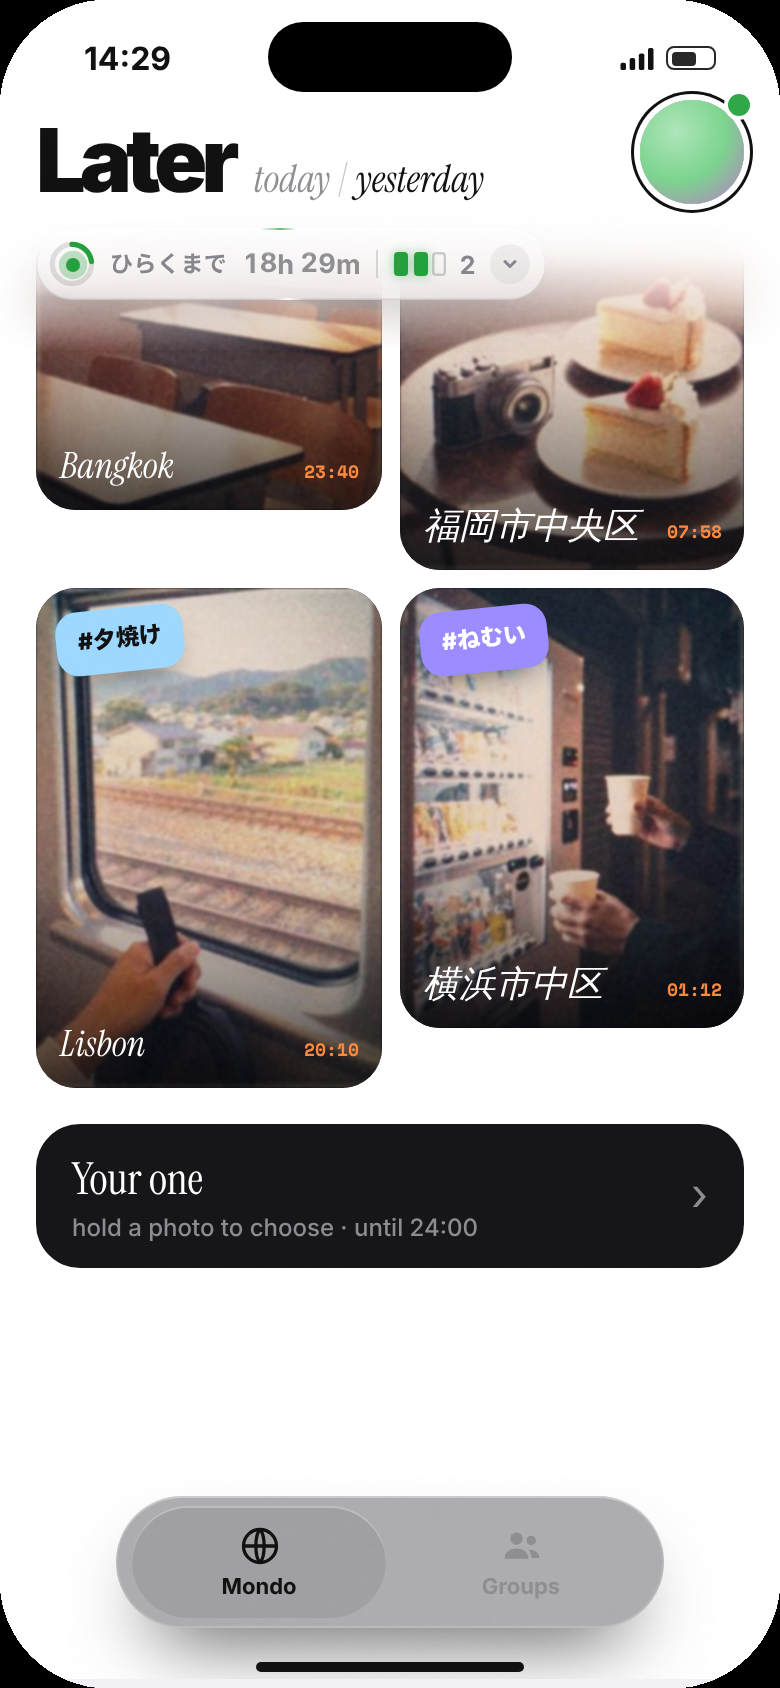 14:29
Later today / yesterday
ひらくまで 18h 29m 2
Bangkok 23:40
福岡市中央区 07:58
#夕焼け
#ねむい
横浜市中区 01:12
Lisbon 20:10
Your one
hold a photo to choose · until 24:00
Mondo Groups